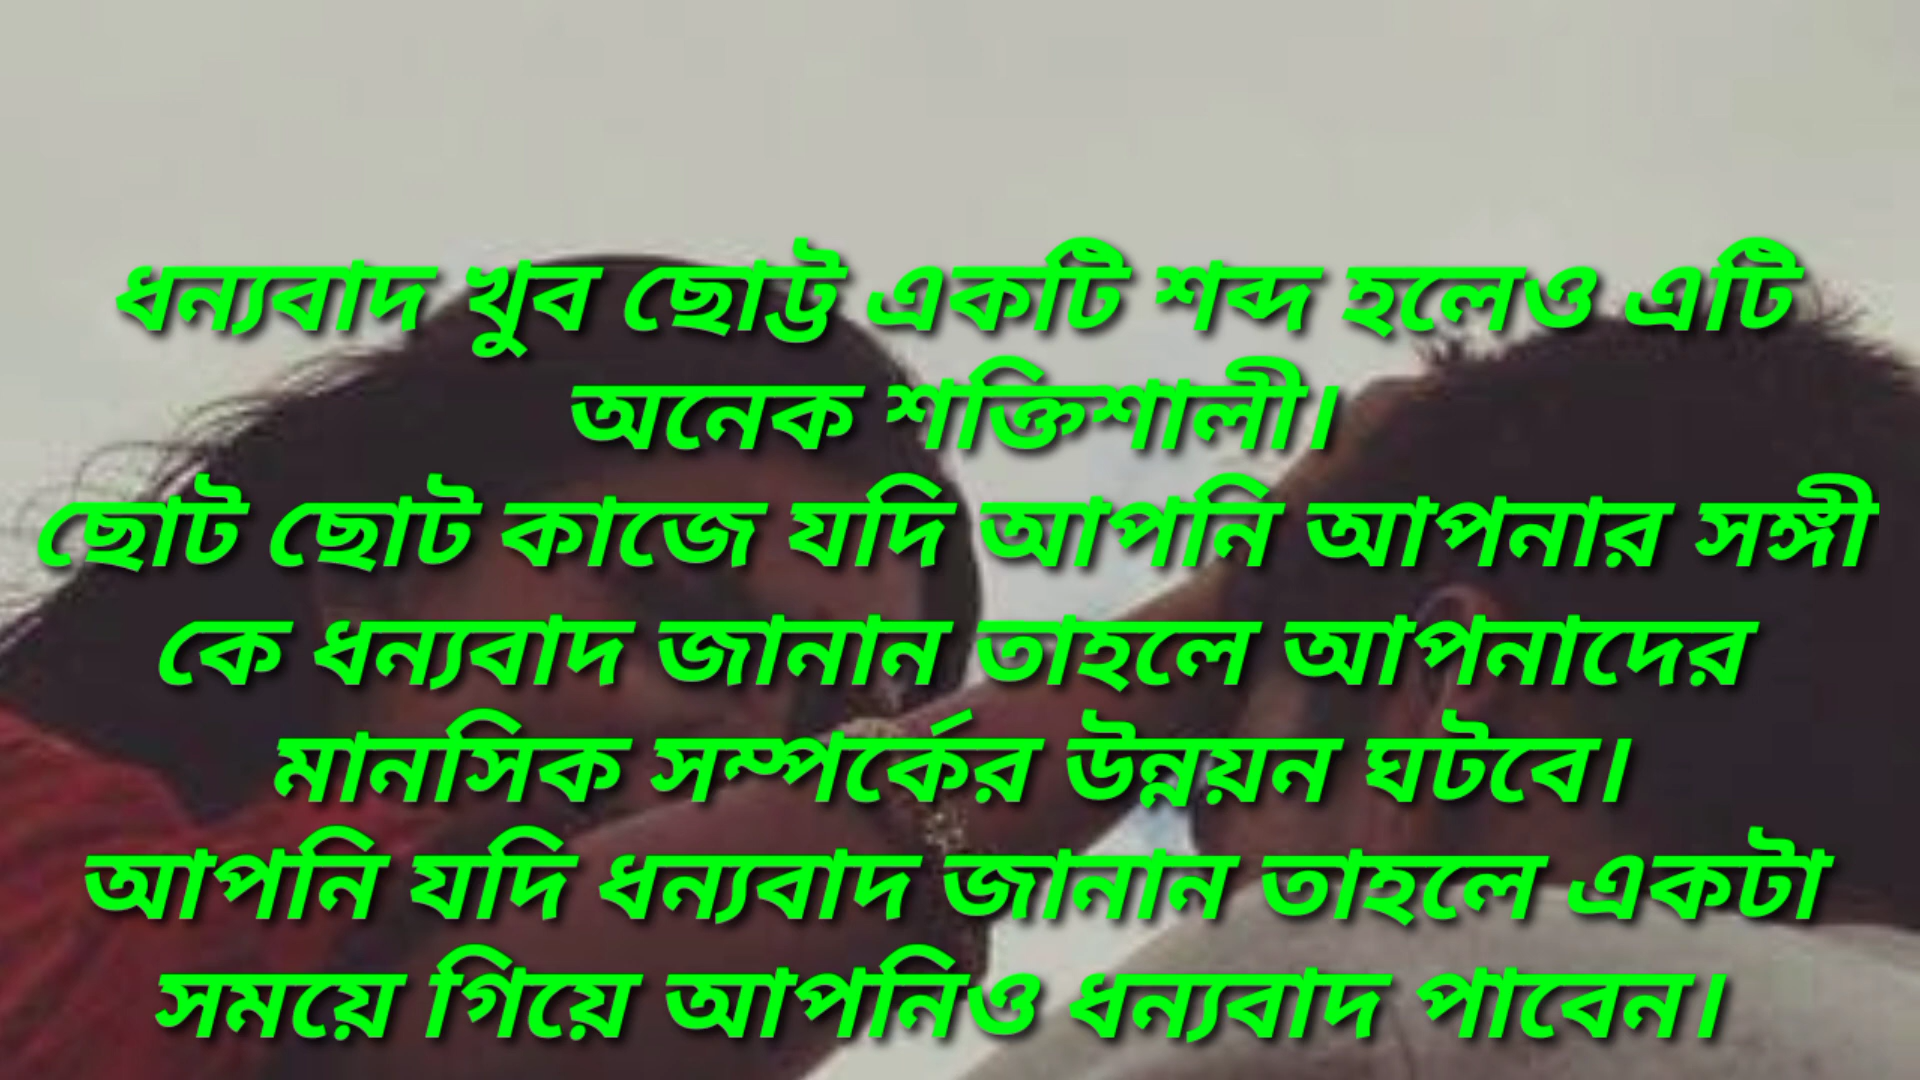 ধন্যবাদ খুব ছোট্ট একটি শব্দ হলেও এটি
অনেক শক্তিশালী।
ছোট ছোট কাজে যদি আপনি আপনার সঙ্গী
কে ধন্যবাদ জানান তাহলে আপনাদের
মানসিক সম্পর্কের উন্নয়ন ঘটবে।
আপনি যদি ধন্যবাদ জানান তাহলে একটা
সময়ে গিয়ে আপনিও ধন্যবাদ পাবেন।